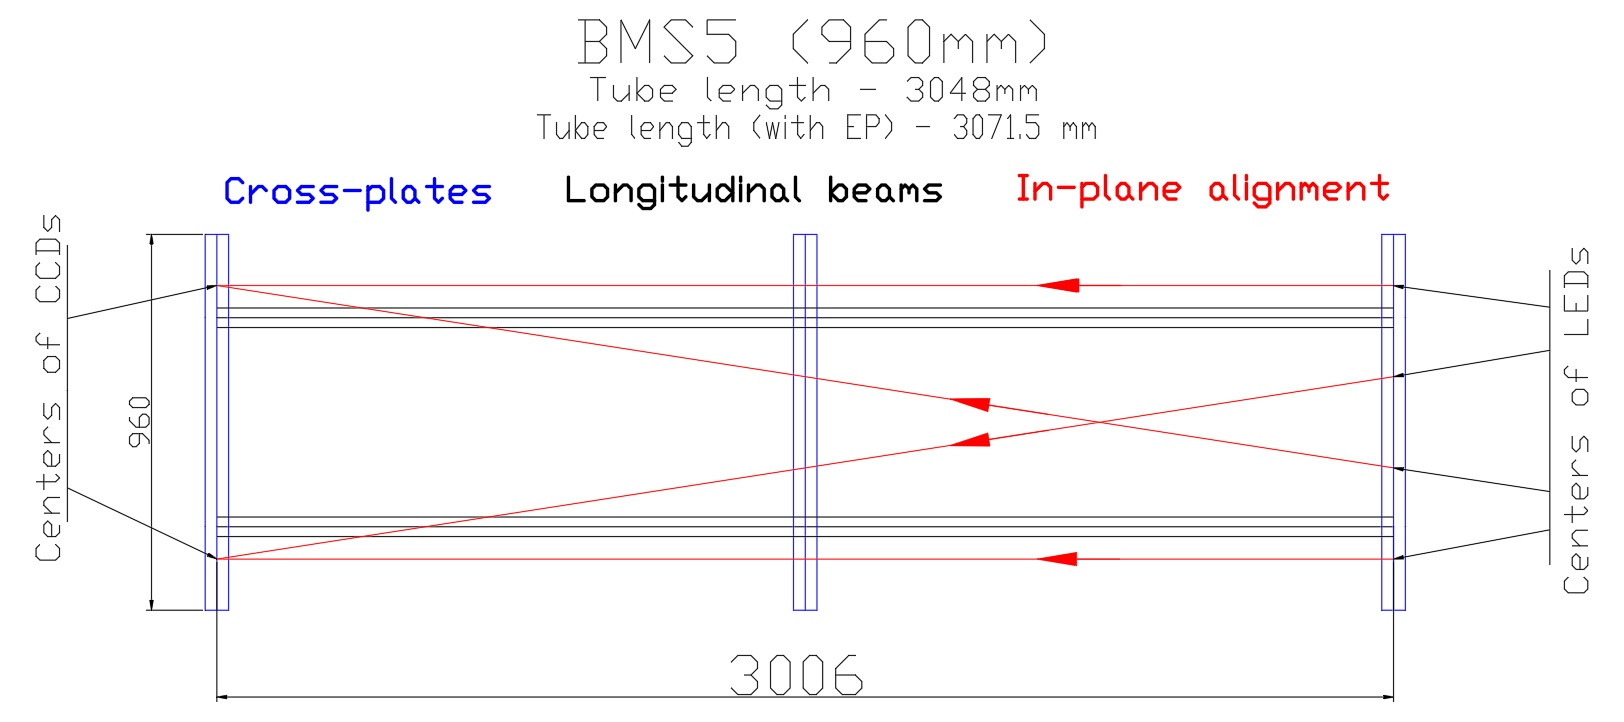 BMS5 (960mm)
Tube length - 3048mm
Tube length (with EP) - 3071.5 mm
Cross-plates
Longitudinal beams
In-plane alignment
Centers of CCDs
960
Centers of LEDs
3006